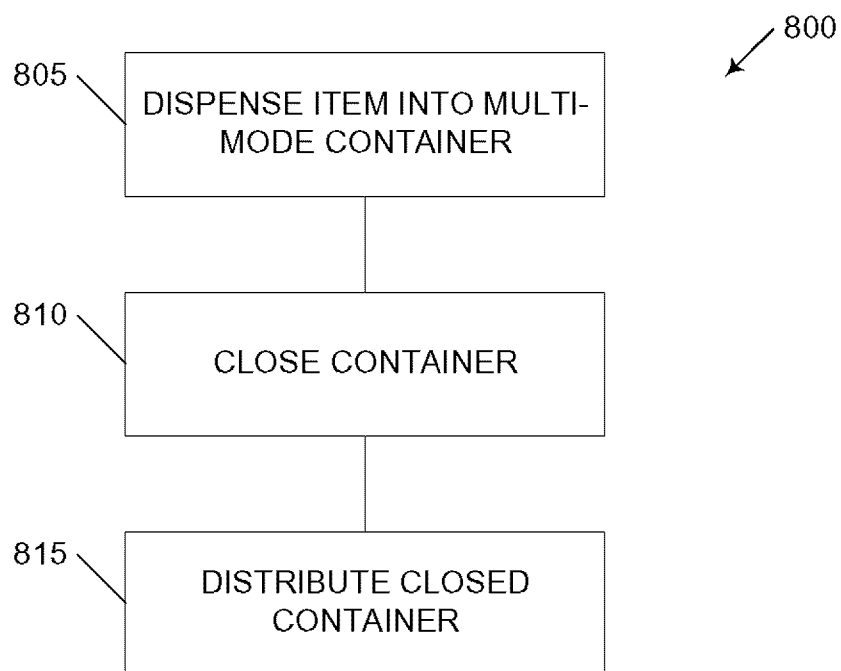 800
805
DISPENSE ITEM INTO MULTI-
MODE CONTAINER
810
CLOSE CONTAINER
815
DISTRIBUTE CLOSED
CONTAINER